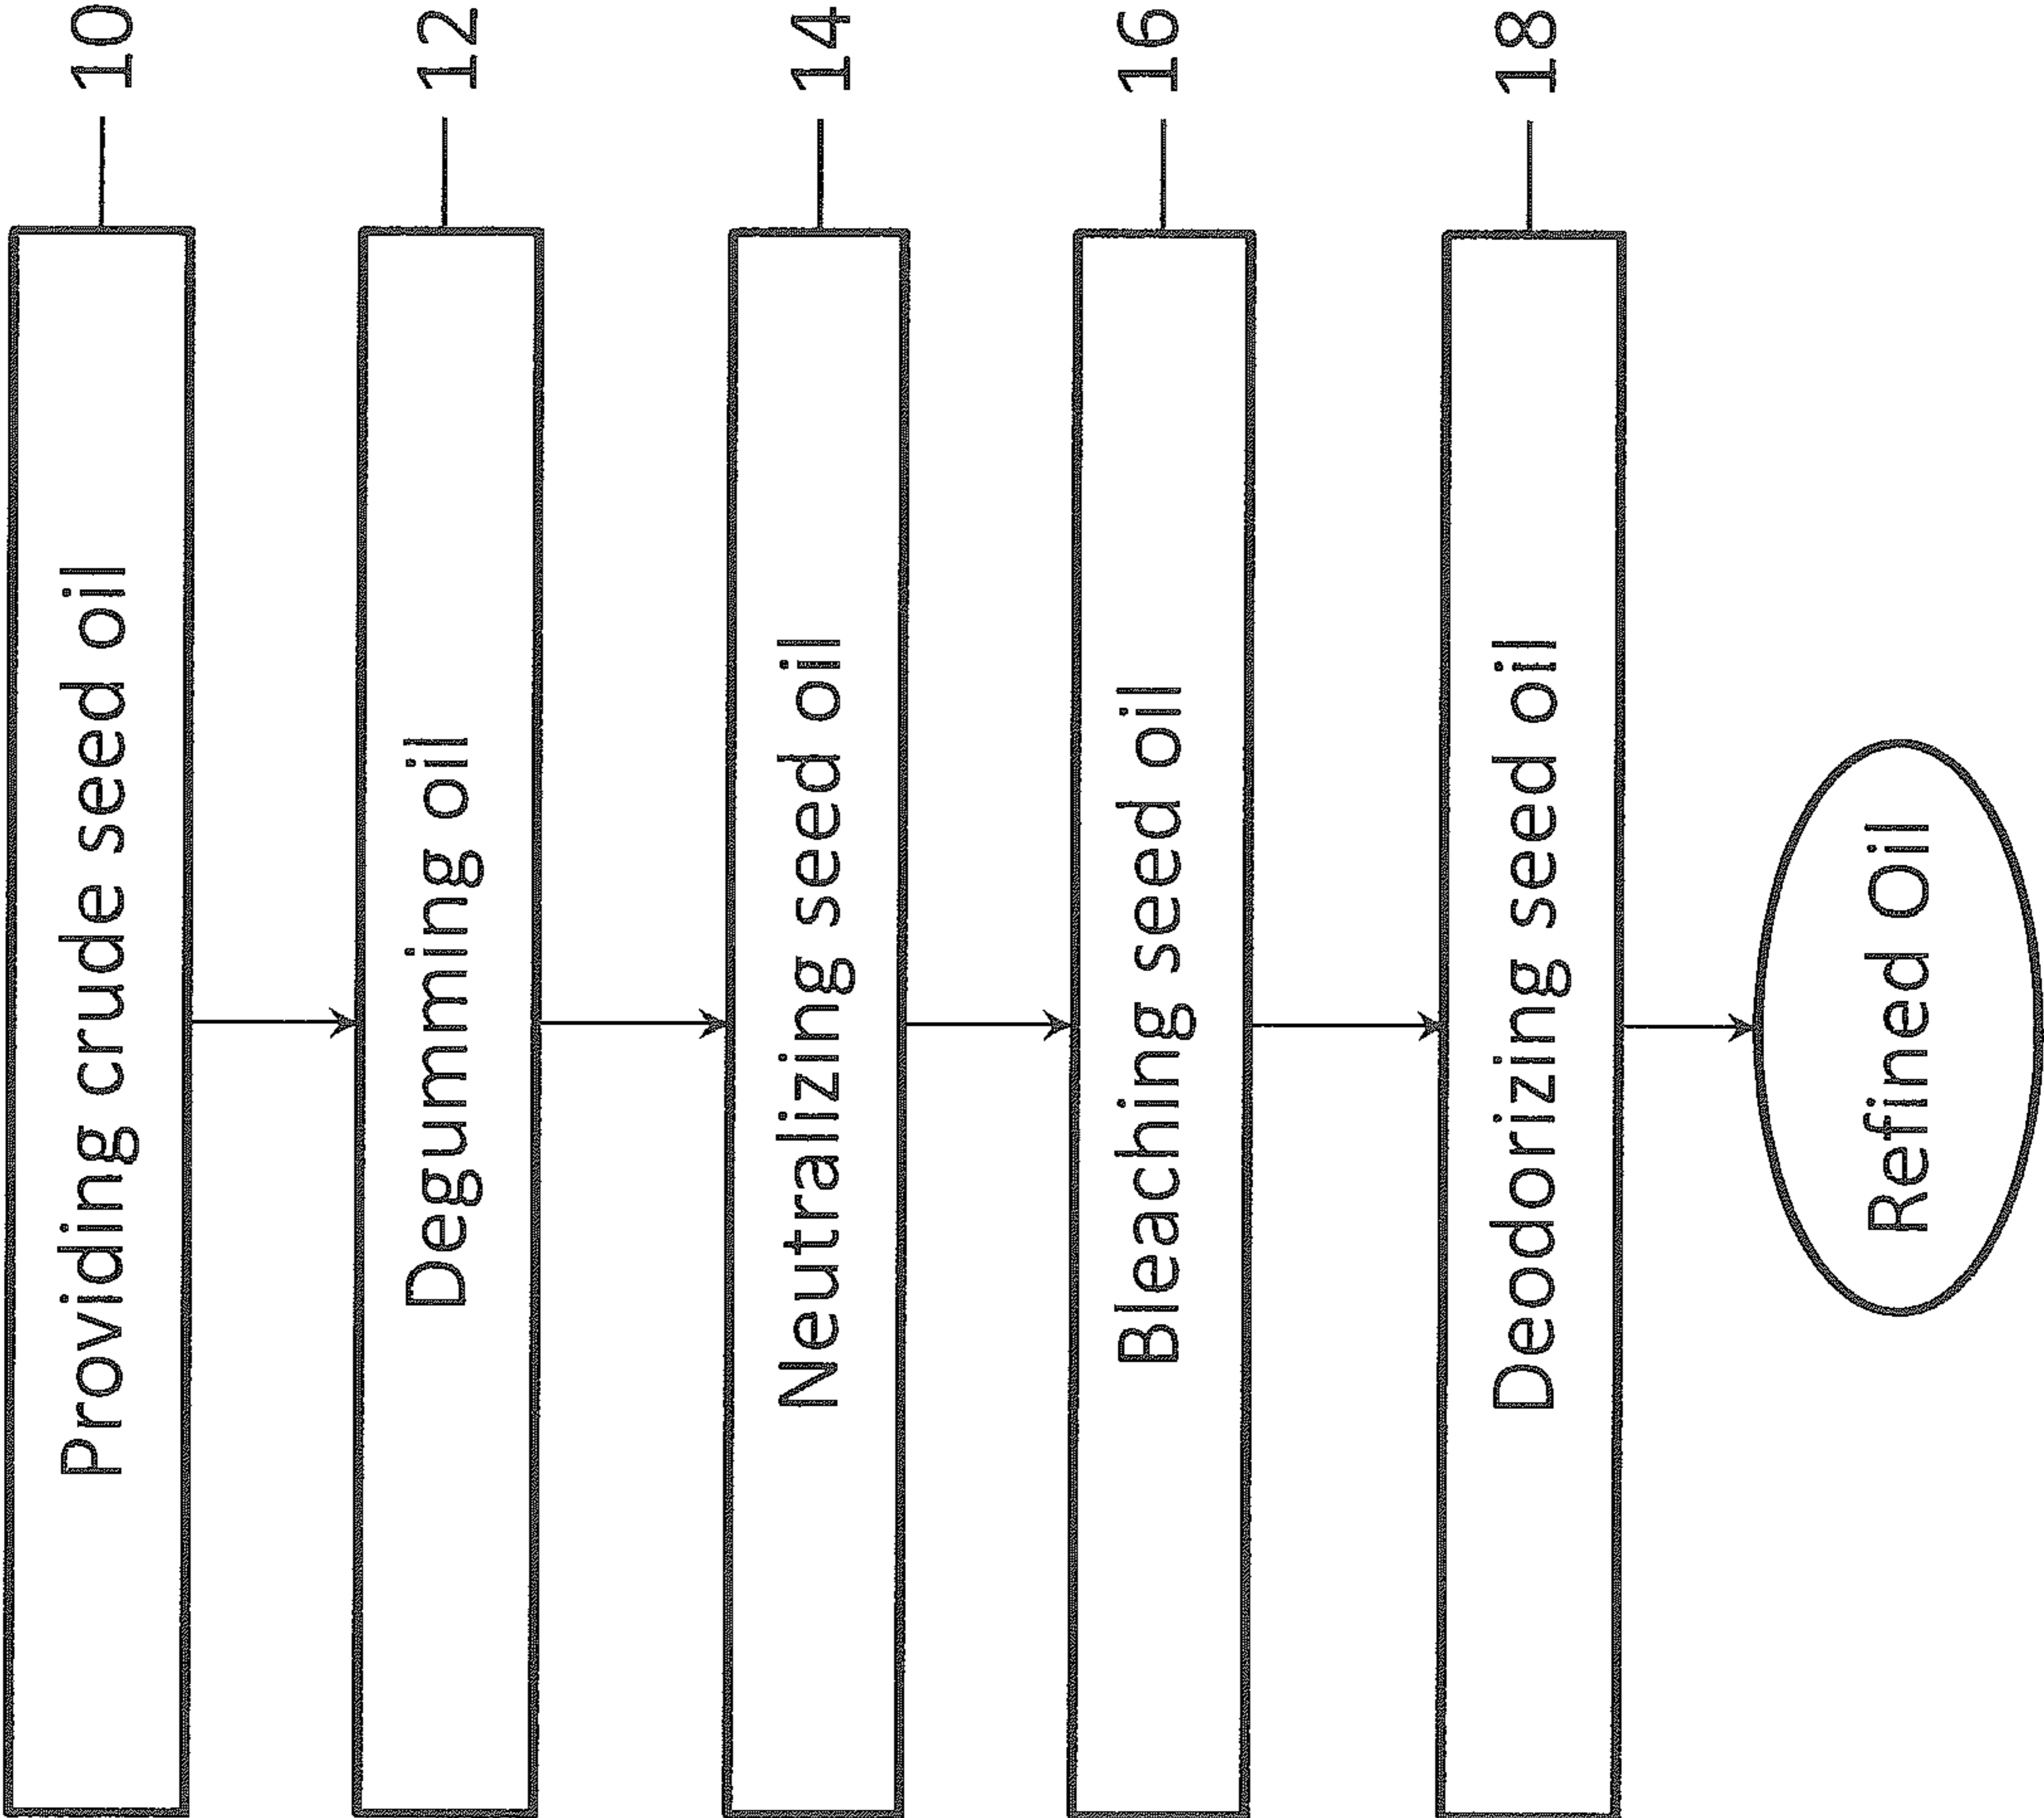 Providing crude seed oil
10
Degumming oil
12
Neutralizing seed oil
14
Bleaching seed oil
16
Deodorizing seed oil
18
Refined Oil